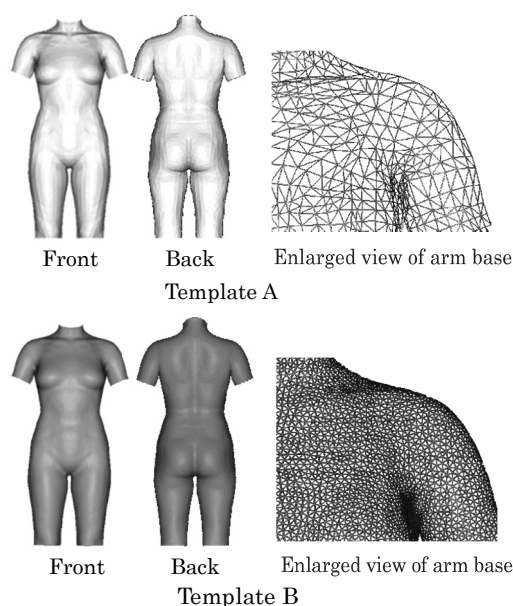 Front Back Enlarged view of arm base
Template A
Front Back Enlarged view of arm base
Template B